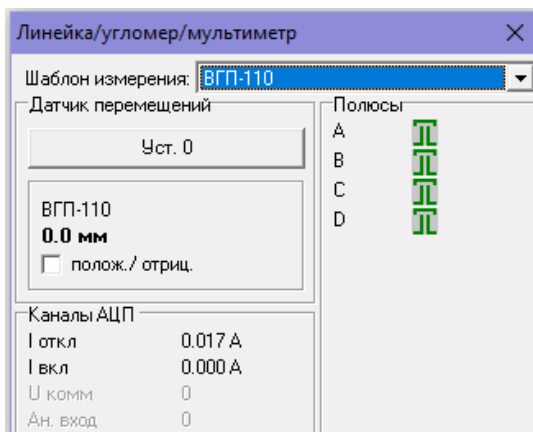 Линейка/угломер/мультиметр
Шаблон измерения: ВГП-110
Датчик перемещений
Уст. 0
ВГП-110
0.0 мм
полож./ отриц.
Полюсы
A
B
C
D
Каналы АЦП
I откл 0.017 А
I вкл 0.000 А
U комм 0
Ан. вход 0